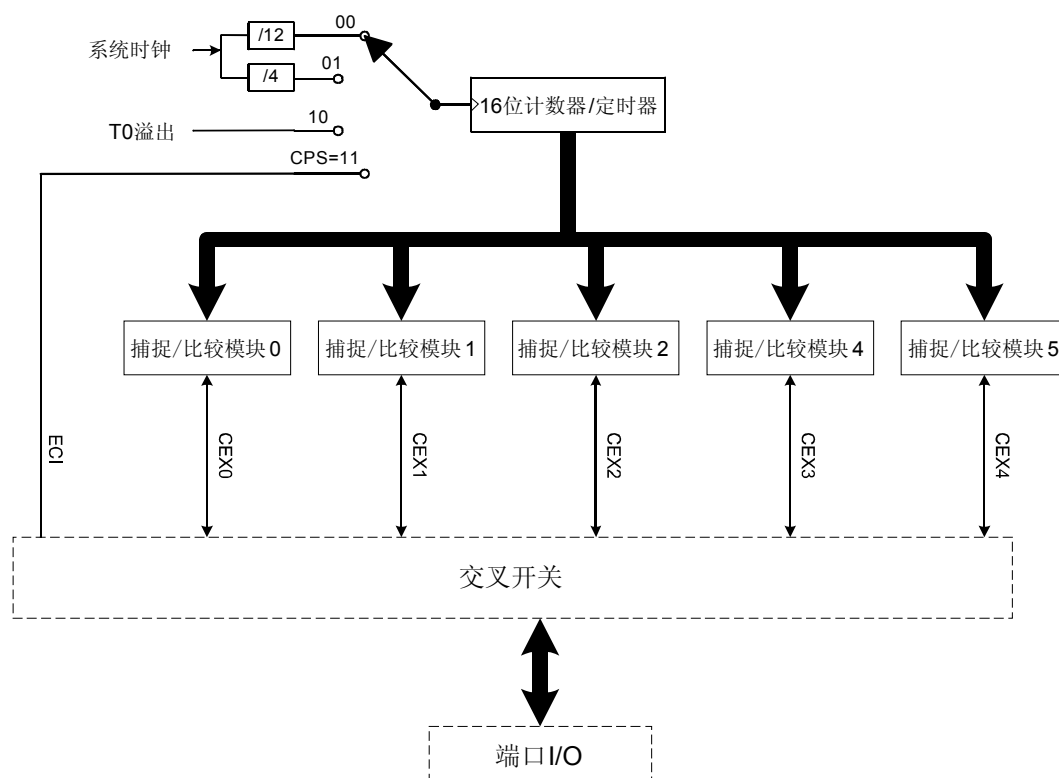 00
/12
系统时钟
01
/4
16位计数器/定时器
10
T0溢出
CPS=11
捕捉/比较模块0
捕捉/比较模块1
捕捉/比较模块2
捕捉/比较模块4
捕捉/比较模块5
ECI
CEX0
CEX1
CEX2
CEX3
CEX4
交叉开关
端口I/O